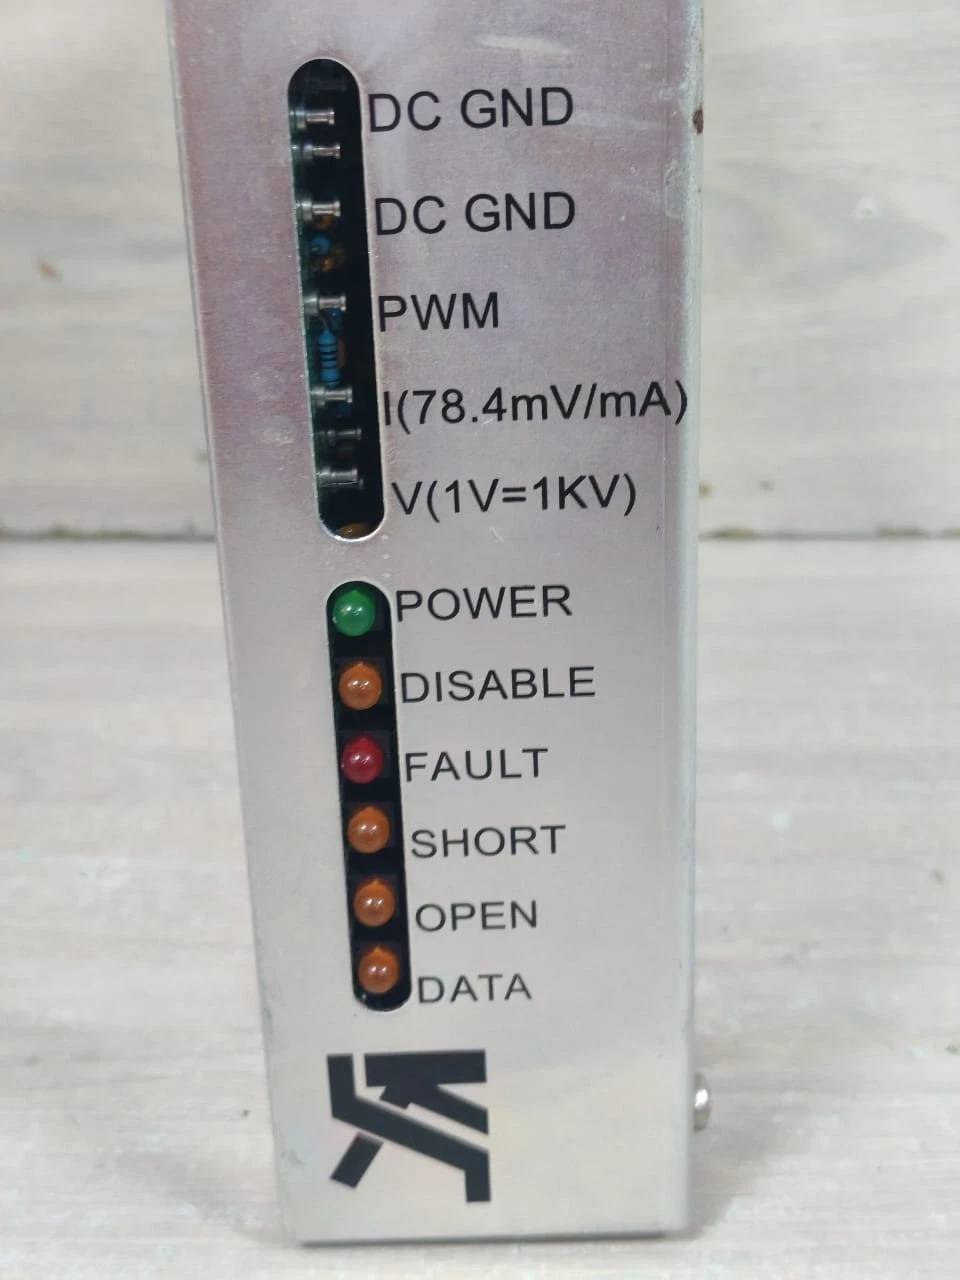 DC GND
DC GND
PWM
I(78.4mV/mA)
V(1V=1KV)
POWER
DISABLE
FAULT
SHORT
OPEN
DATA